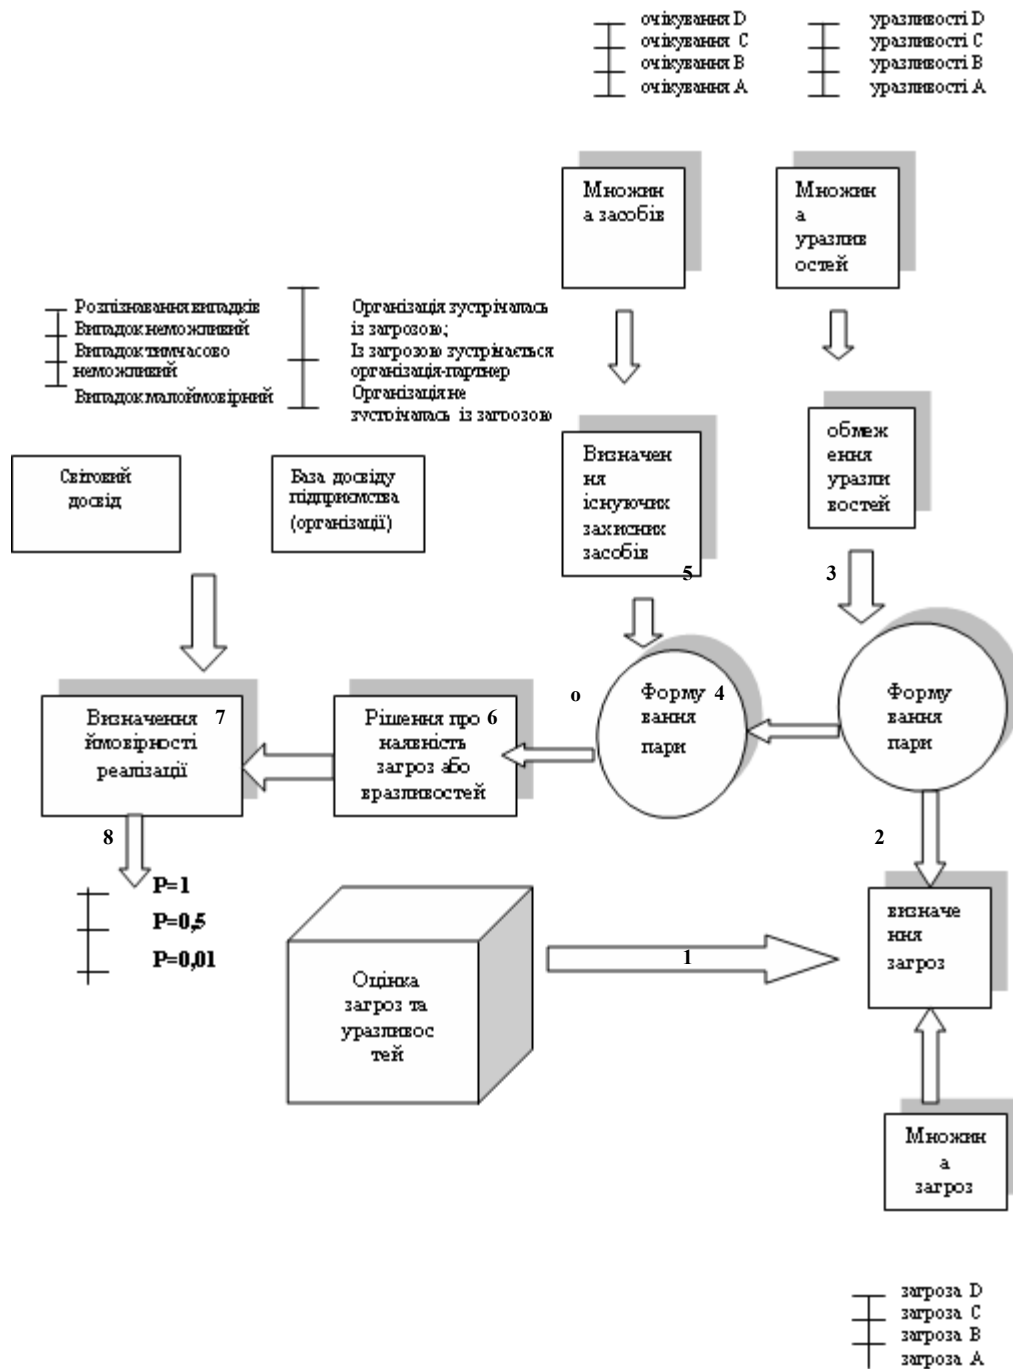 очікування D
очікування C
очікування B
очікування A
уразливості D
уразливості C
уразливості B
уразливості A
Множин
а засобів
Множин
а
уразлив
остей
Розпізнавання випадків
Випадок неможливий
Випадок тимчасово
неможливий
Випадок малоймовірний
Організація зустрічалась
із загрозою;
Із загрозою зустрічається
організація-партнер
Організація не
зустрічалась із загрозою
Світовий
досвід
База досвіду
підприємства
(організації)
Визначен
ня
існуючих
захисних
засобів
5
обмеж
ення
уразли
востей
3
Визначення
ймовірності
реалізації
7
Рішення про
наявність
загроз або
вразливостей
6
о
Форму
вання
пари
4
Форму
вання
пари
8
2
P=1
P=0,5
P=0,01
Оцінка
загроз та
уразливос
тей
1
визначе
ення
загроз
Множин
а
загроз
загроза D
загроза C
загроза B
загроза A